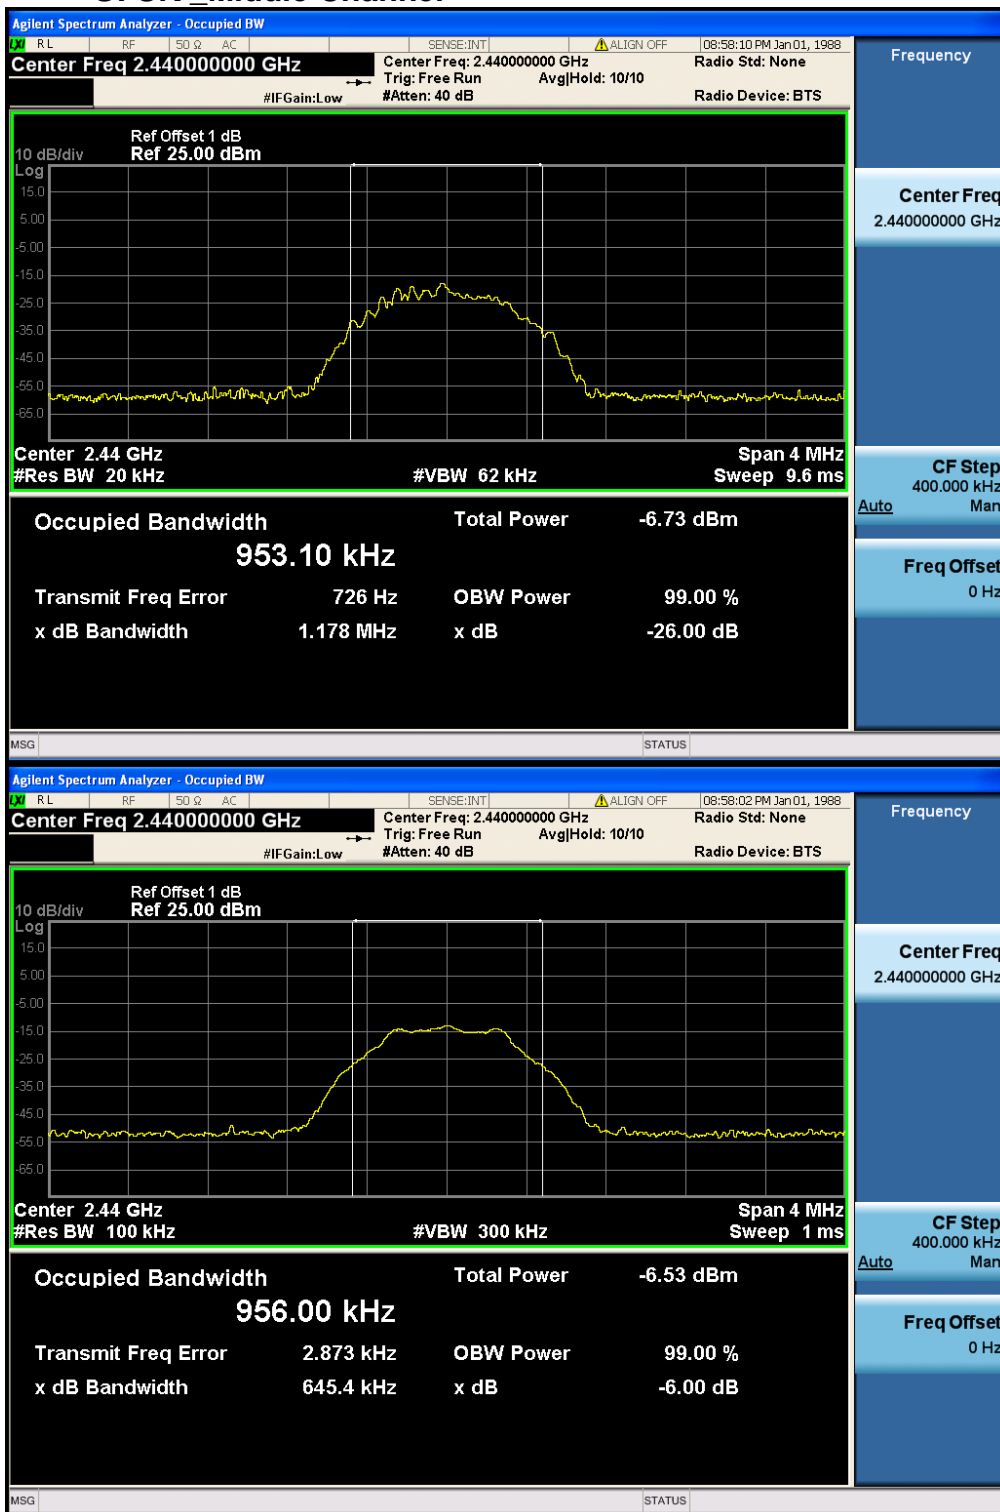 GFSK_Middle Channel
Agilent Spectrum Analyzer - Occupied BW
LXI RL RF 50 Ω AC SENSE:INT ALIGN OFF 08:58:10 PM Jan 01, 1988
Center Freq 2.440000000 GHz Center Freq: 2.440000000 GHz Radio Std: None Frequency
Trig: Free Run Avg|Hold: 10/10
#IFGain:Low #Atten: 40 dB Radio Device: BTS
Ref Offset 1 dB
10 dB/div Ref 25.00 dBm
Log
15.0
Center Freq
2.440000000 GHz
5.00
-5.00
-15.0
-25.0
-35.0
-45.0
-55.0
-65.0
Center 2.44 GHz Span 4 MHz
#Res BW 20 kHz #VBW 62 kHz Sweep 9.6 ms
CF Step
400.000 kHz
Auto Man
Occupied Bandwidth Total Power -6.73 dBm
953.10 kHz
Freq Offset
0 Hz
Transmit Freq Error 726 Hz OBW Power 99.00 %
x dB Bandwidth 1.178 MHz x dB -26.00 dB
MSG STATUS
Agilent Spectrum Analyzer - Occupied BW
LXI RL RF 50 Ω AC SENSE:INT ALIGN OFF 08:58:02 PM Jan 01, 1988
Center Freq 2.440000000 GHz Center Freq: 2.440000000 GHz Radio Std: None Frequency
Trig: Free Run Avg|Hold: 10/10
#IFGain:Low #Atten: 40 dB Radio Device: BTS
Ref Offset 1 dB
10 dB/div Ref 25.00 dBm
Log
15.0
Center Freq
2.440000000 GHz
5.00
-5.00
-15.0
-25.0
-35.0
-45.0
-55.0
-65.0
Center 2.44 GHz Span 4 MHz
#Res BW 100 kHz #VBW 300 kHz Sweep 1 ms
CF Step
400.000 kHz
Auto Man
Occupied Bandwidth Total Power -6.53 dBm
956.00 kHz
Freq Offset
0 Hz
Transmit Freq Error 2.873 kHz OBW Power 99.00 %
x dB Bandwidth 645.4 kHz x dB -6.00 dB
MSG STATUS